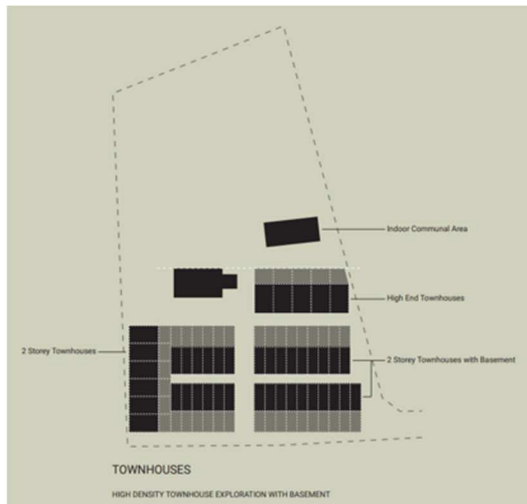 Indoor Communal Area
High End Townhouses
2 Storey Townhouses
2 Storey Townhouses with Basement
TOWNHOUSES
HIGH DENSITY TOWNHOUSE EXPLORATION WITH BASEMENT